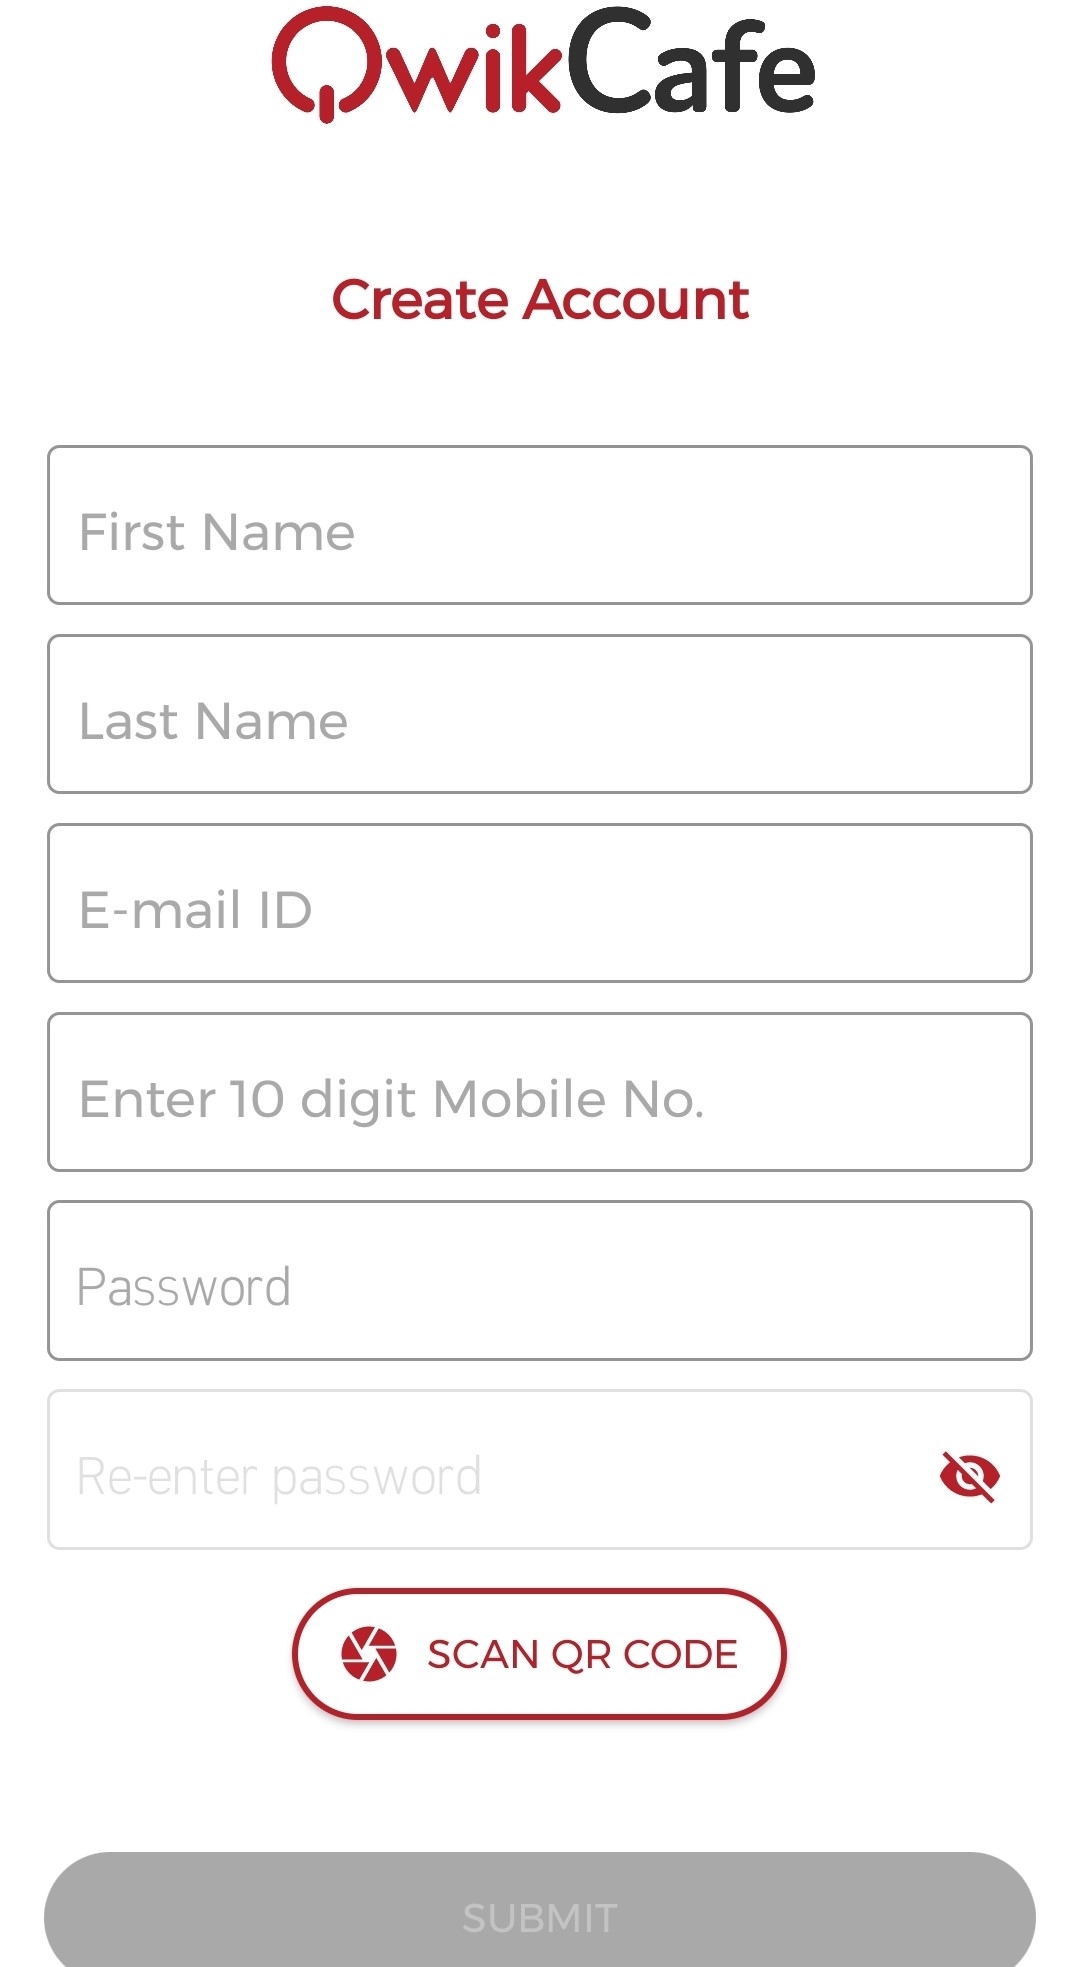 QwikCafe
Create Account
First Name
Last Name
E-mail ID
Enter 10 digit Mobile No.
Password
Re-enter password
SCAN QR CODE
SUBMIT